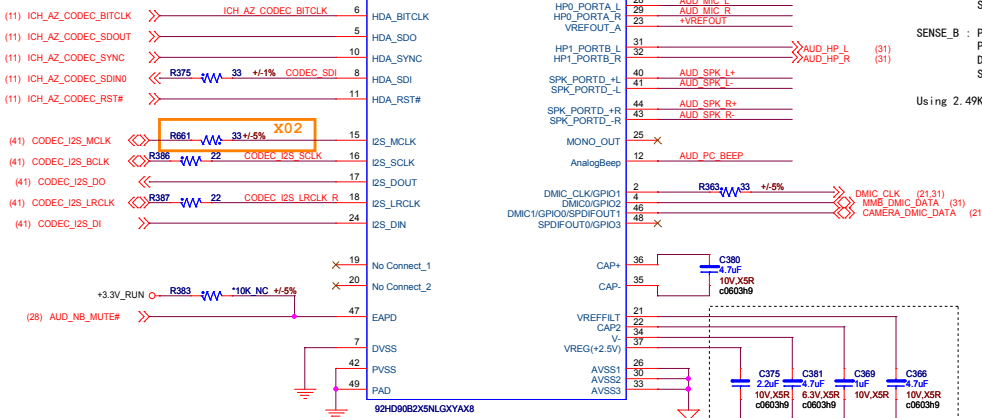 (11) ICH_AZ_CODEC_BITCLK
ICH_AZ_CODEC_BITCLK
6
HDA_BITCLK
(11) ICH_AZ_CODEC_SDOUT
5
HDA_SDO
(11) ICH_AZ_CODEC_SYNC
10
HDA_SYNC
(11) ICH_AZ_CODEC_SDIN0
R375 33 +/-1% CODEC_SDI
8
HDA_SDI
(11) ICH_AZ_CODEC_RST#
11
HDA_RST#
X02
(41) CODEC_I2S_MCLK
R661 33+/-5%
15
I2S_MCLK
(41) CODEC_I2S_BCLK
R386 22 CODEC_I2S_SCLK
16
I2S_SCLK
(41) CODEC_I2S_DO
17
I2S_DOUT
(41) CODEC_I2S_LRCLK
R387 22 CODEC_I2S_LRCLK_R
18
I2S_LRCLK
(41) CODEC_I2S_DI
24
I2S_DIN
19
No Connect_1
20
No Connect_2
+3.3V_RUN R383 *10K_NC +/-5%
(28) AUD_NB_MUTE#
47
EAPD
7
DVSS
42
PVSS
49
PAD
92HD90B2X5NLGXYAX8
HP0_PORTA_L
28
AUD_MIC_L
HP0_PORTA_R
29
AUD_MIC_R
VREFOUT_A
23
+VREFOUT
HP1_PORTB_L
31
AUD_HP_L (31)
HP1_PORTB_R
32
AUD_HP_R (31)
SPK_PORTD_+L
40
AUD_SPK_L+
SPK_PORTD_-L
41
AUD_SPK_L-
SPK_PORTD_+R
44
AUD_SPK_R+
SPK_PORTD_-R
43
AUD_SPK_R-
MONO_OUT
25
AnalogBeep
12
AUD_PC_BEEP
DMIC_CLK/GPIO1
2
R363 33 +/-5%
DMIC_CLK (21,31)
DMIC0/GPIO2
4
MMB_DMIC_DATA (31)
DMIC1/GPIO0/SPDIFOUT1
46
CAMERA_DMIC_DATA (21
SPDIFOUT0/GPIO3
48
CAP+
36
CAP-
35
C380
4.7uF
10V,X5R
c0603h9
VREFFILT
21
CAP2
22
V-
34
VREG(+2.5V)
37
AVSS1
26
AVSS2
30
AVSS3
33
C375
2.2uF
10V,X5R
c0603h9
C381
4.7uF
6.3V,X5R
c0603h9
C369
1uF
10V,X5R
C366
4.7uF
10V,X5R
c0603h9
S
SENSE_B : P
P
D
S
Using 2.49K